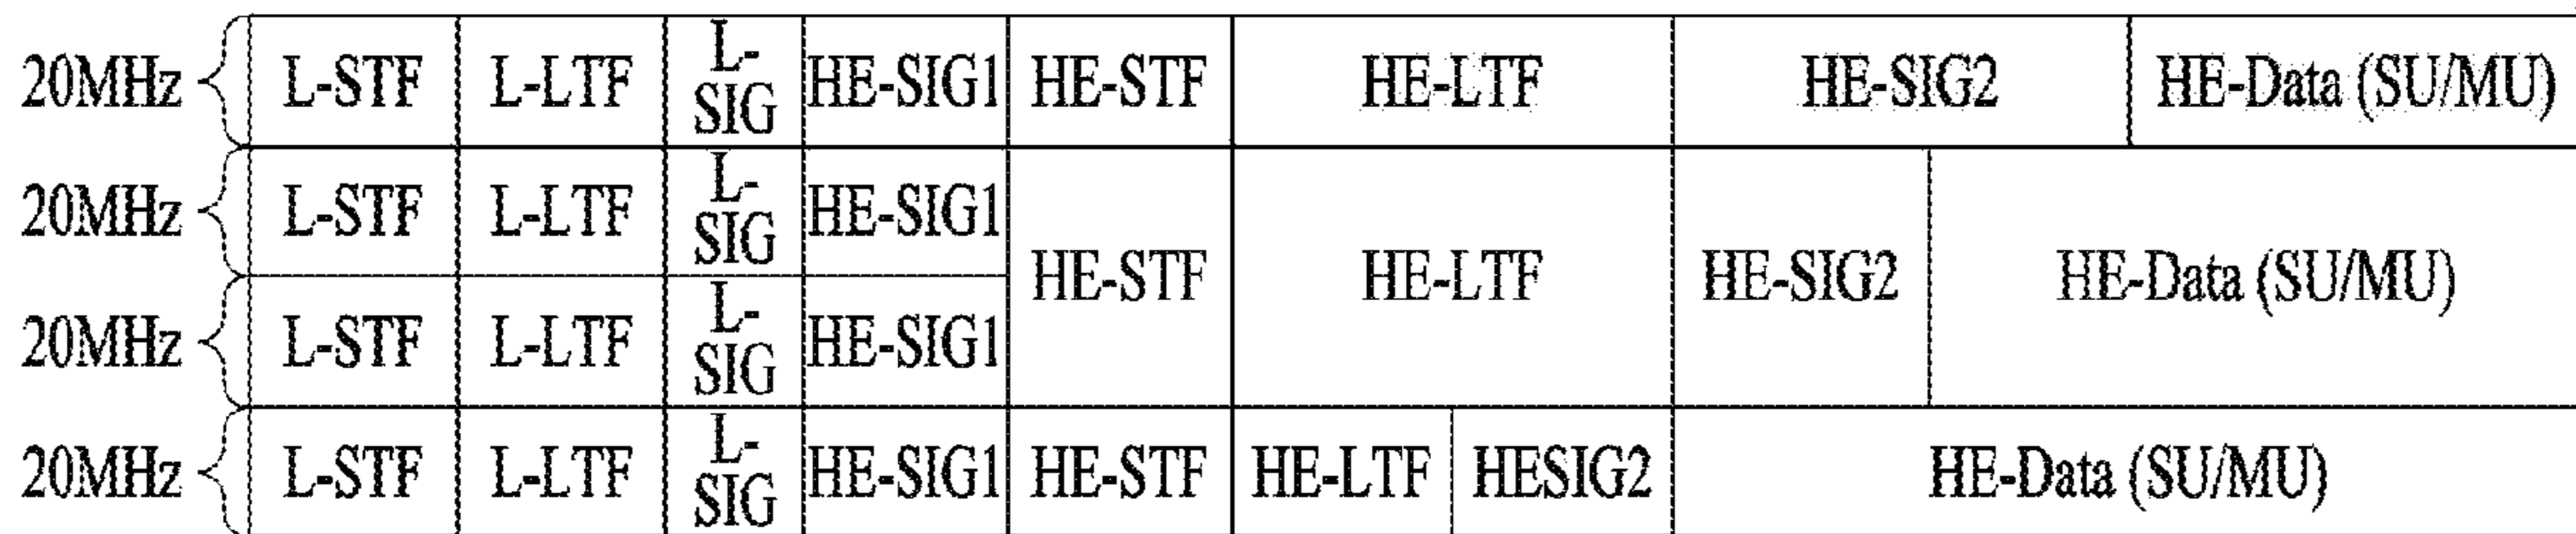 20MHz L-STF L-LTF L-SIG HE-SIG1 HE-STF HE-LTF HE-SIG2 HE-Data (SU/MU)
20MHz L-STF L-LTF L-SIG HE-SIG1
HE-STF HE-LTF HE-SIG2 HE-Data (SU/MU)
20MHz L-STF L-LTF L-SIG HE-SIG1
20MHz L-STF L-LTF L-SIG HE-SIG1 HE-STF HE-LTF HESIG2 HE-Data (SU/MU)